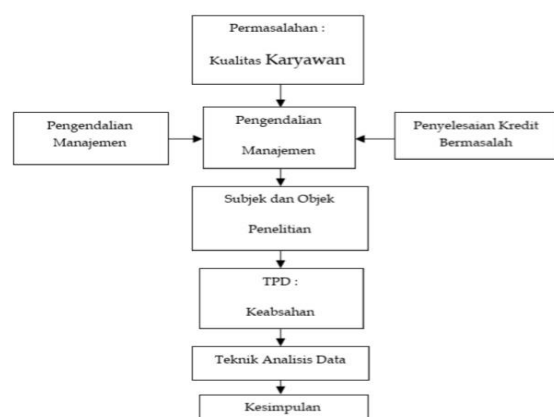 Permasalahan :
Kualitas Karyawan
Pengendalian
Manajemen
Pengendalian
Manajemen
Penyelesaian Kredit
Bermasalah
Subjek dan Objek
Penelitian
TPD :
Keabsahan
Teknik Analisis Data
Kesimpulan